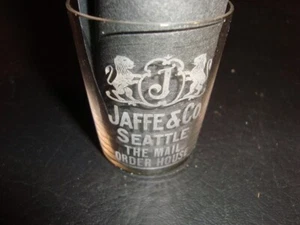 J
JAFFE & CO
SEATTLE
THE MAIL
ORDER HOUSE